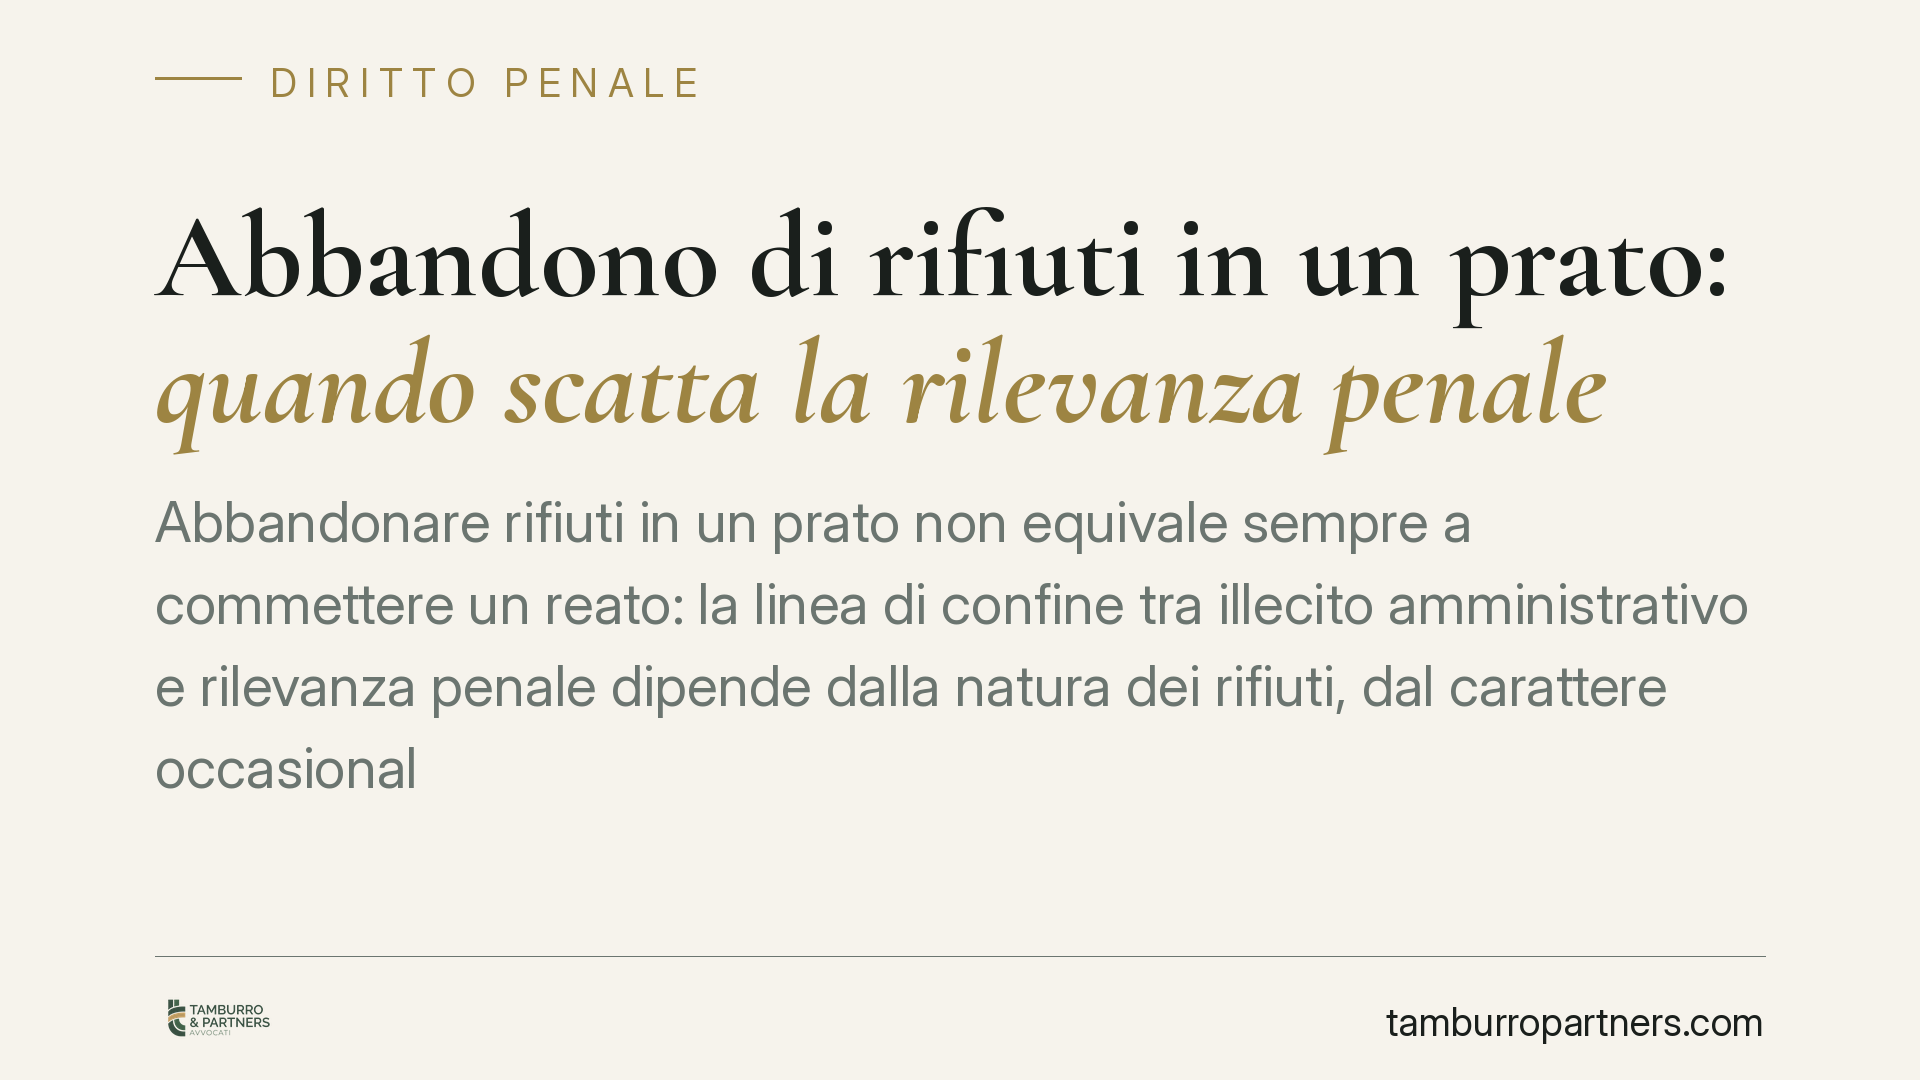 DIRITTO PENALE
Abbandono di rifiuti in un prato:
quando scatta la rilevanza penale
Abbandonare rifiuti in un prato non equivale sempre a
commettere un reato: la linea di confine tra illecito amministrativo
e rilevanza penale dipende dalla natura dei rifiuti, dal carattere
occasional
TAMBURRO
& PARTNERS
AVVOCATI
tamburropartners.com